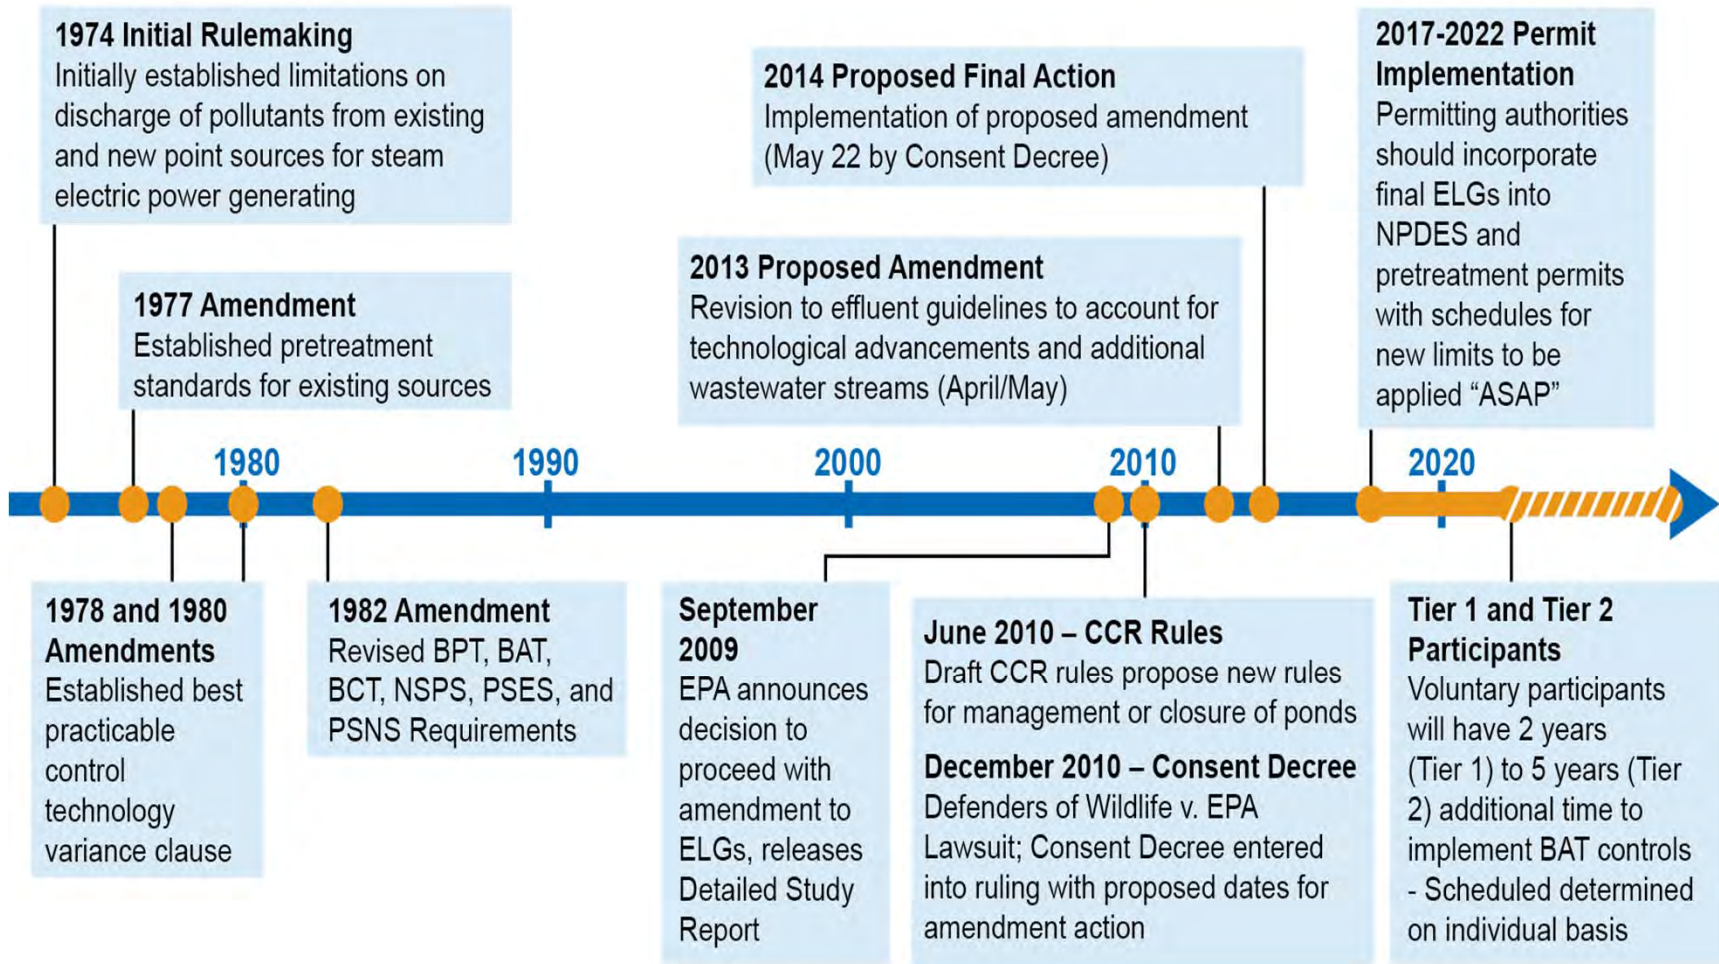 1974 Initial Rulemaking
Initially established limitations on
discharge of pollutants from existing
and new point sources for steam
electric power generating
1977 Amendment
Established pretreatment
standards for existing sources
2014 Proposed Final Action
Implementation of proposed amendment
(May 22 by Consent Decree)
2013 Proposed Amendment
Revision to effluent guidelines to account for
technological advancements and additional
wastewater streams (April/May)
2017-2022 Permit
Implementation
Permitting authorities
should incorporate
final ELGs into
NPDES and
pretreatment permits
with schedules for
new limits to be
applied “ASAP”
1980
1990
2000
2010
2020
1978 and 1980
Amendments
Established best
practicable
control
technology
variance clause
1982 Amendment
Revised BPT, BAT,
BCT, NSPS, PSES, and
PSNS Requirements
September
2009
EPA announces
decision to
proceed with
amendment to
ELGs, releases
Detailed Study
Report
June 2010 – CCR Rules
Draft CCR rules propose new rules
for management or closure of ponds
December 2010 – Consent Decree
Defenders of Wildlife v. EPA
Lawsuit; Consent Decree entered
into ruling with proposed dates for
amendment action
Tier 1 and Tier 2
Participants
Voluntary participants
will have 2 years
(Tier 1) to 5 years (Tier
2) additional time to
implement BAT controls
- Scheduled determined
on individual basis